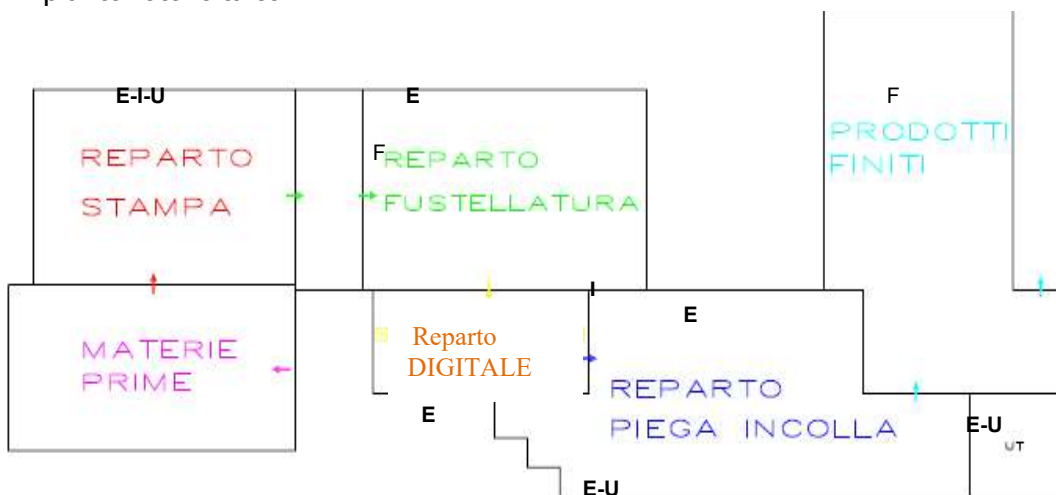 E-I-U
E
F
REPARTO
STAMPA
F
REPARTO
FUSTELLATURA
PRODOTTI
FINITI
MATERIE
PRIME
Reparto
DIGITALE
E
E
REPARTO
PIEGA INCOLLA
E-U
UT
E-U